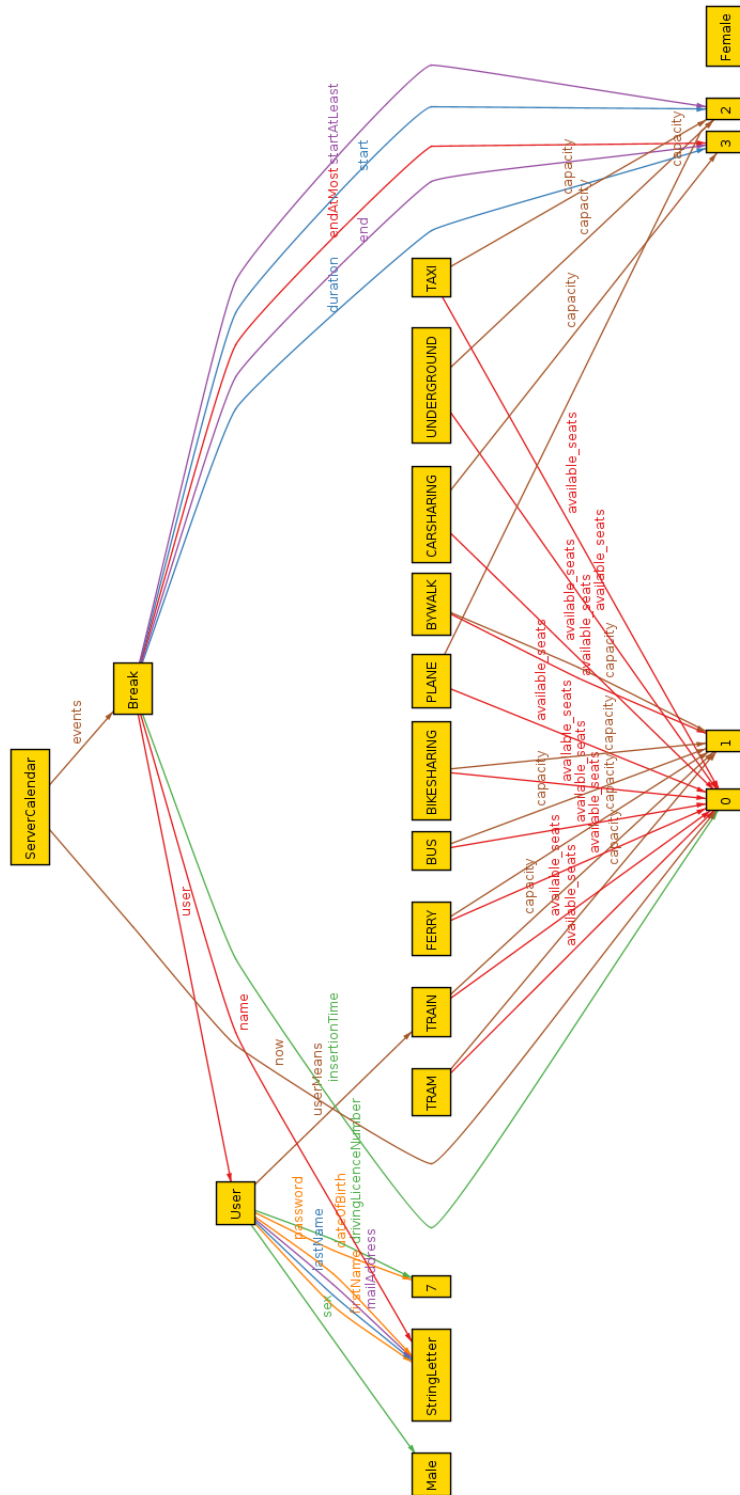 ServerCalendar
events
Break
user
name
now
insertionTime
startAtLeast
start
endAtMost
end
duration
User
userMeans
password
lastName
dateOfBirth
drivingLicenceNumber
firstName
mailAddress
sex
Male
StringLetter
7
TRAM
TRAIN
FERRY
BUS
BIKESHARING
PLANE
BYWALK
CARSHARING
UNDERGROUND
TAXI
capacity
capacity
capacity
capacity
capacity
capacity
capacity
capacity
capacity
capacity
available_seats
available_seats
available_seats
available_seats
available_seats
available_seats
available_seats
available_seats
available_seats
available_seats
0
1
3
2
Female